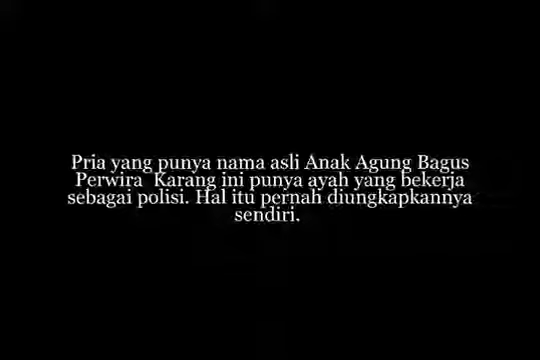 Pria yang punya nama asli Anak Agung Bagus
Perwira  Karang ini punya ayah yang bekerja
sebagai polisi. Hal itu pernah diungkapkannya
sendiri.